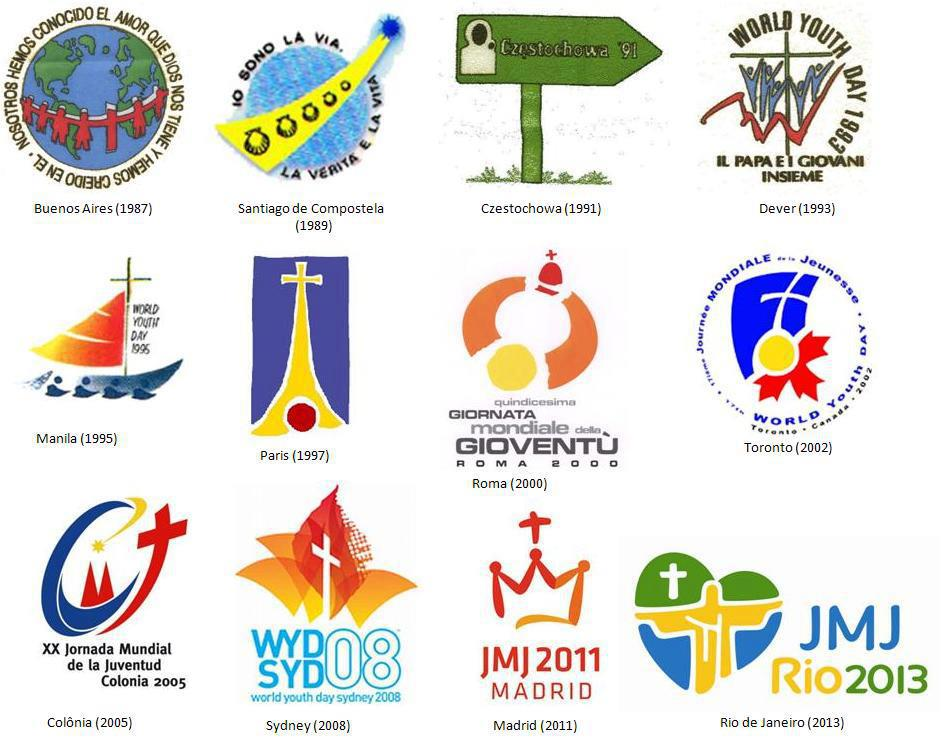 NOSOTROS HEMOS CONOCIDO EL AMOR QUE DIOS NOS TIENE Y HEMOS CREIDO EN EL ·
Buenos Aires (1987)
IO SONO LA VIA,
LA VERITÀ E LA VITA
Santiago de Compostela
(1989)
Częstochowa '91
Czestochowa (1991)
WORLD YOUTH DAY 1993
IL PAPA E I GIOVANI
INSIEME
Dever (1993)
WORLD
YOUTH
DAY
1995
Manila (1995)
Paris (1997)
quindicesima
GIORNATA
mondiale della
GIOVENTÙ
ROMA 2000
Roma (2000)
17ième Journée MONDIALE de la Jeunesse ·
17th WORLD Youth DAY ·
Toronto · Canada · 2002
Toronto (2002)
XX Jornada Mundial
de la Juventud
Colonia 2005
Colônia (2005)
WYD
SYD08
world youth day sydney 2008
Sydney (2008)
JMJ 2011
MADRID
Madrid (2011)
JMJ
Rio2013
Rio de Janeiro (2013)